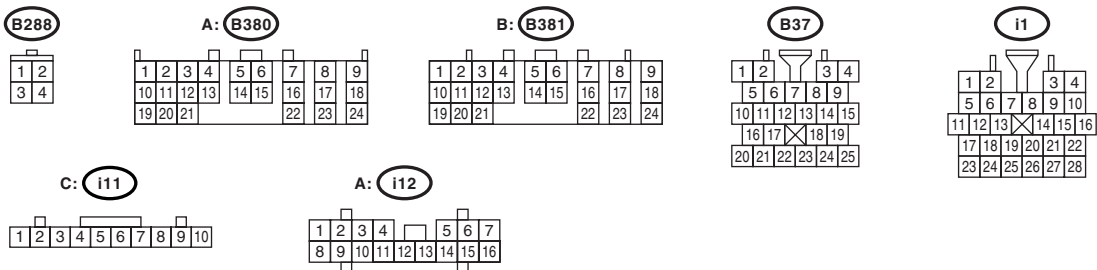 B288
A: B380
B: B381
B37
i1
1 2
3 4
1 2 3 4 5 6 7 8 9
10 11 12 13 14 15 16 17 18
19 20 21 22 23 24
1 2 3 4 5 6 7 8 9
10 11 12 13 14 15 16 17 18
19 20 21 22 23 24
1 2 3 4
5 6 7 8 9
10 11 12 13 14 15
16 17 18 19
20 21 22 23 24 25
1 2 3 4
5 6 7 8 9 10
11 12 13 14 15 16
17 18 19 20 21 22
23 24 25 26 27 28
C: i11
A: i12
1 2 3 4 5 6 7 8 9 10
1 2 3 4 5 6 7
8 9 10 11 12 13 14 15 16